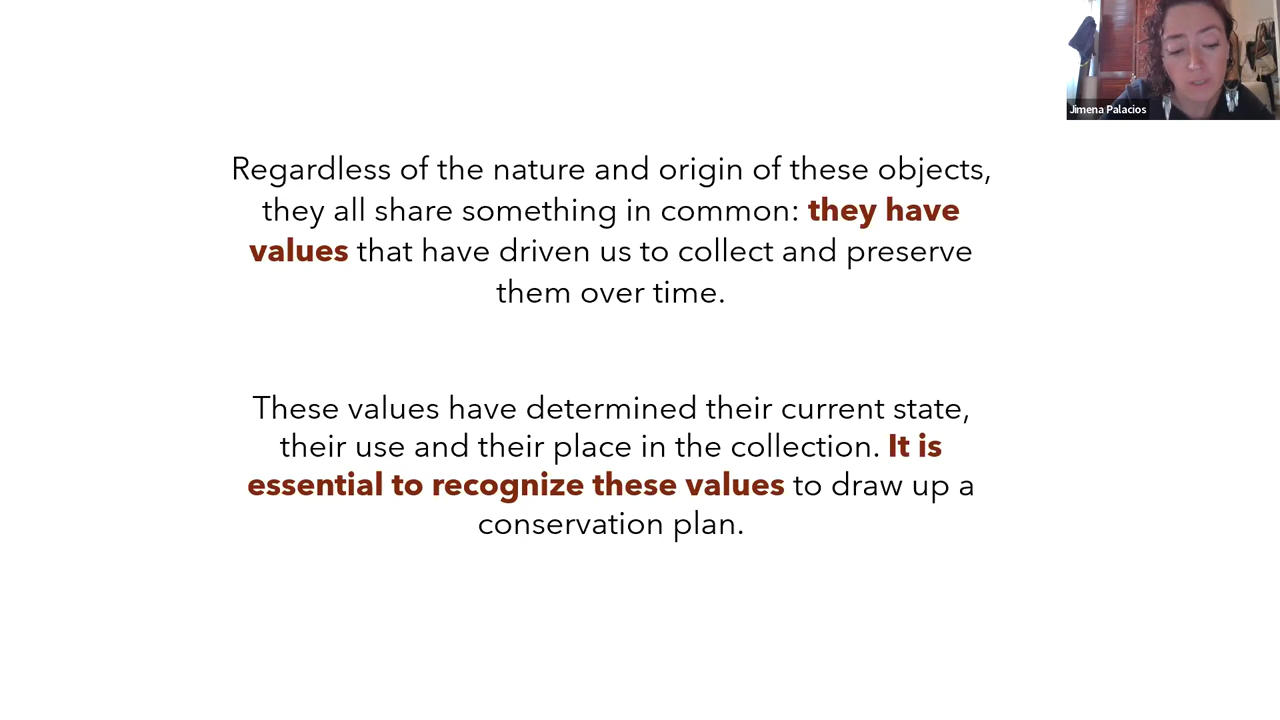 Jimena Palacios
Regardless of the nature and origin of these objects,
they all share something in common: they have
values that have driven us to collect and preserve
them over time.
These values have determined their current state,
their use and their place in the collection. It is
essential to recognize these values to draw up a
conservation plan.